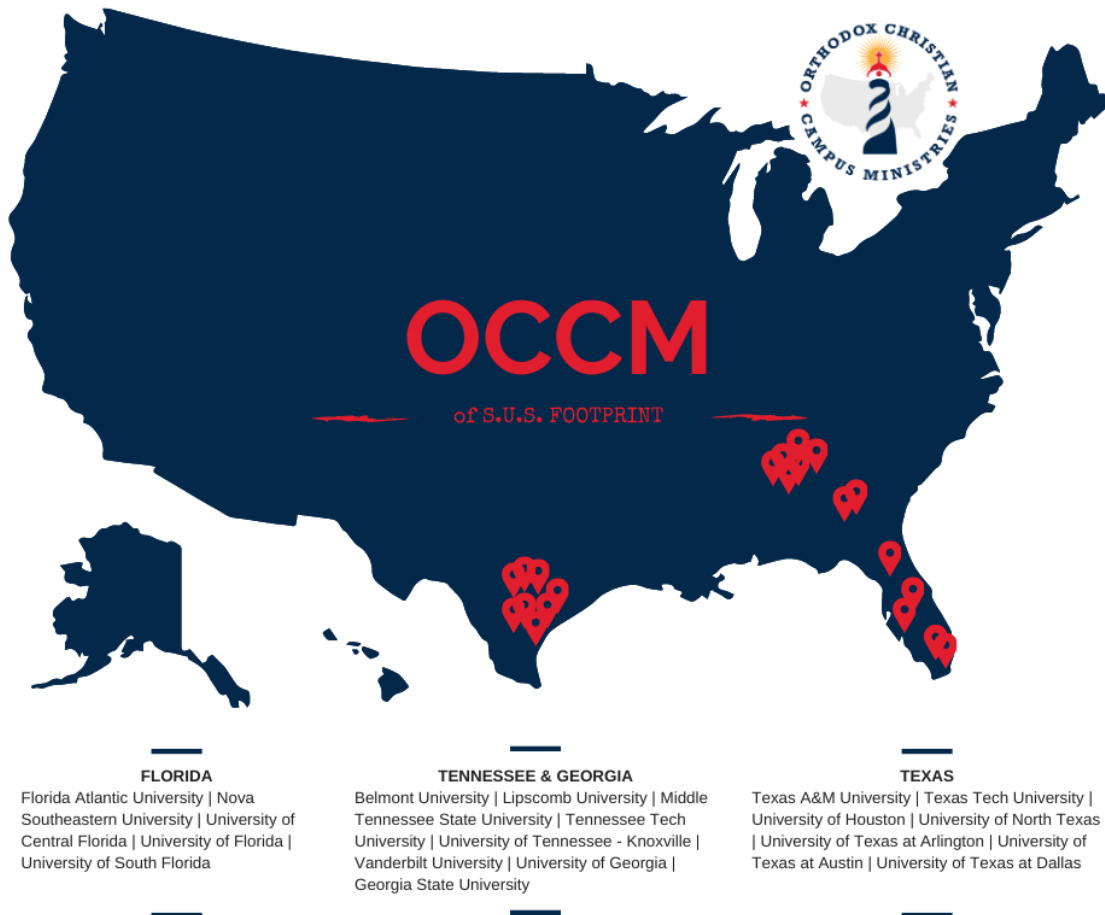 ORTHODOX CHRISTIAN
CAMPUS MINISTRIES
OCCM
of S.U.S. FOOTPRINT
FLORIDA
Florida Atlantic University | Nova
Southeastern University | University of
Central Florida | University of Florida |
University of South Florida
TENNESSEE & GEORGIA
Belmont University | Lipscomb University | Middle
Tennessee State University | Tennessee Tech
University | University of Tennessee - Knoxville |
Vanderbilt University | University of Georgia |
Georgia State University
TEXAS
Texas A&M University | Texas Tech University |
University of Houston | University of North Texas
| University of Texas at Arlington | University of
Texas at Austin | University of Texas at Dallas